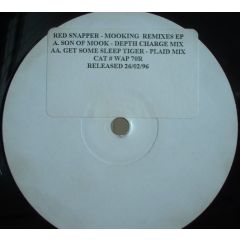 RED SNAPPER - MOOKING REMIXES EP
A. SON OF MOOK - DEPTH CHARGE MIX
AA. GET SOME SLEEP TIGER - PLAID MIX
CAT # WAP 70R
RELEASED 26/02/96